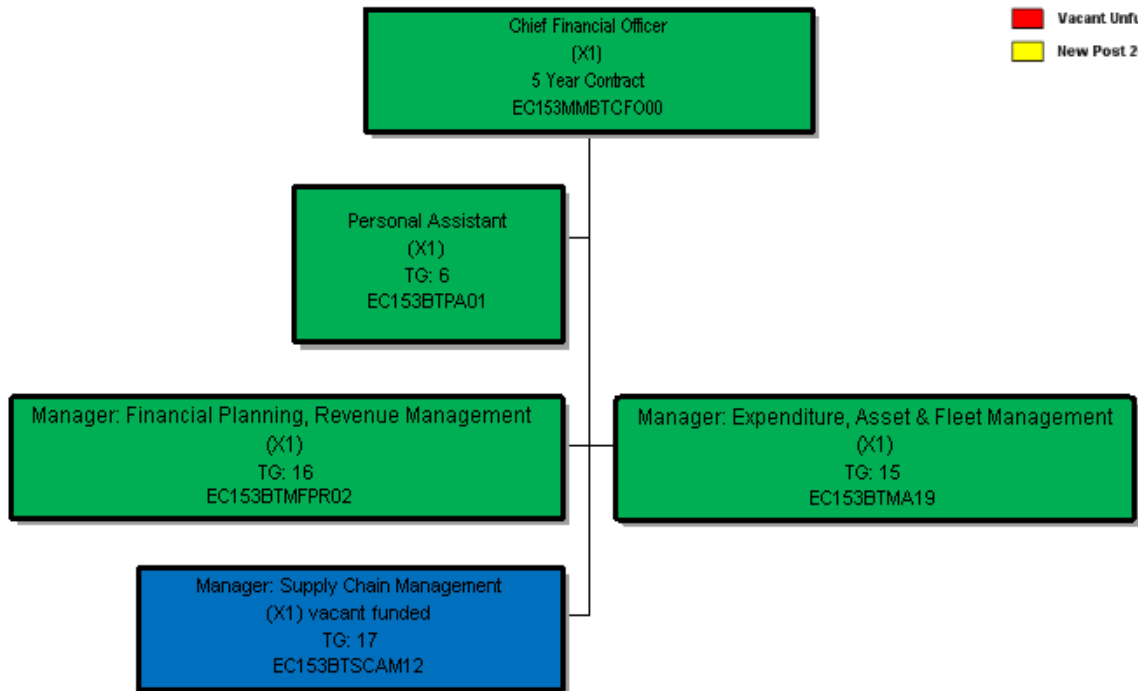 Chief Financial Officer
(X1)
5 Year Contract
EC153MMBTCFO00
Vacant
New Post
Personal Assistant
(X1)
TG: 6
EC153BTPA01
Manager: Financial Planning, Revenue Management
(X1)
TG: 16
EC153BTMFPR02
Manager: Expenditure, Asset & Fleet Management
(X1)
TG: 15
EC153BTMA19
Manager: Supply Chain Management
(X1) vacant funded
TG: 17
EC153BTSCAM12